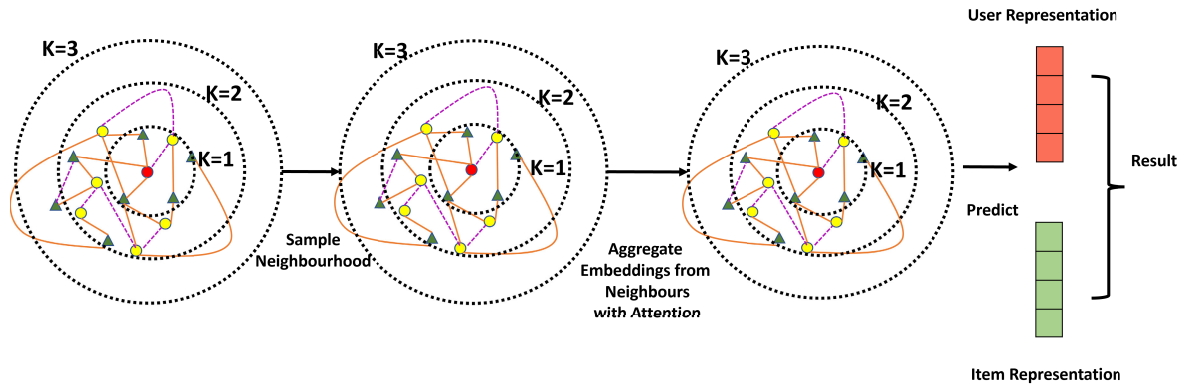 User Representation
K=3
K=2
K=1
Sample
Neighbourhood
K=3
K=2
K=1
Aggregate
Embeddings from
Neighbours
with Attention
K=3
K=2
K=1
Predict
Result
Item Representation